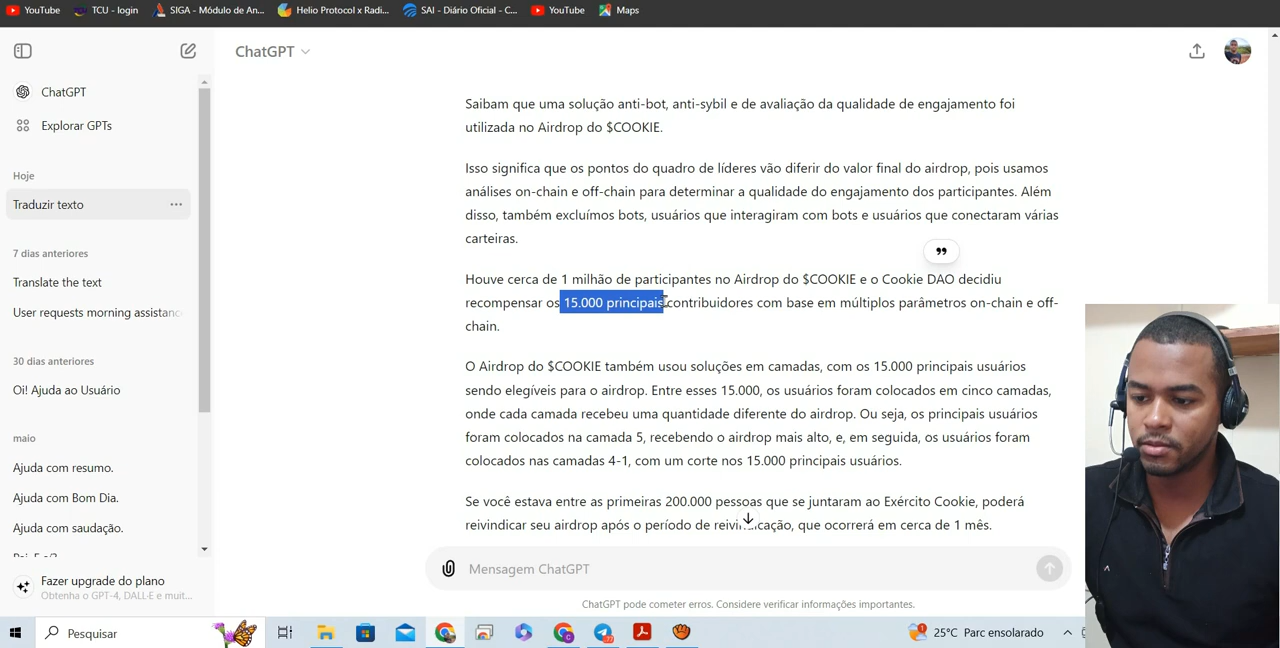 YouTube TCU - login SIGA - Módulo de An... Helio Protocol x Radi... SAI - Diário Oficial - C... YouTube Maps
ChatGPT
ChatGPT
Explorar GPTs
Hoje
Traduzir texto
7 dias anteriores
Translate the text
User requests morning assistanc
30 dias anteriores
Oi! Ajuda ao Usuário
maio
Ajuda com resumo.
Ajuda com Bom Dia.
Ajuda com saudação.
Fazer upgrade do plano
Obtenha o GPT-4, DALL·E e muit...
Saibam que uma solução anti-bot, anti-sybil e de avaliação da qualidade de engajamento foi
utilizada no Airdrop do $COOKIE.
Isso significa que os pontos do quadro de líderes vão diferir do valor final do airdrop, pois usamos
análises on-chain e off-chain para determinar a qualidade do engajamento dos participantes. Além
disso, também excluímos bots, usuários que interagiram com bots e usuários que conectaram várias
carteiras.
Houve cerca de 1 milhão de participantes no Airdrop do $COOKIE e o Cookie DAO decidiu
recompensar os 15.000 principais contribuidores com base em múltiplos parâmetros on-chain e off-
chain.
O Airdrop do $COOKIE também usou soluções em camadas, com os 15.000 principais usuários
sendo elegíveis para o airdrop. Entre esses 15.000, os usuários foram colocados em cinco camadas,
onde cada camada recebeu uma quantidade diferente do airdrop. Ou seja, os principais usuários
foram colocados na camada 5, recebendo o airdrop mais alto, e, em seguida, os usuários foram
colocados nas camadas 4-1, com um corte nos 15.000 principais usuários.
Se você estava entre as primeiras 200.000 pessoas que se juntaram ao Exército Cookie, poderá
reivindicar seu airdrop após o período de reivindicação, que ocorrerá em cerca de 1 mês.
Mensagem ChatGPT
ChatGPT pode cometer erros. Considere verificar informações importantes.
Pesquisar
25°C Parc ensolarado